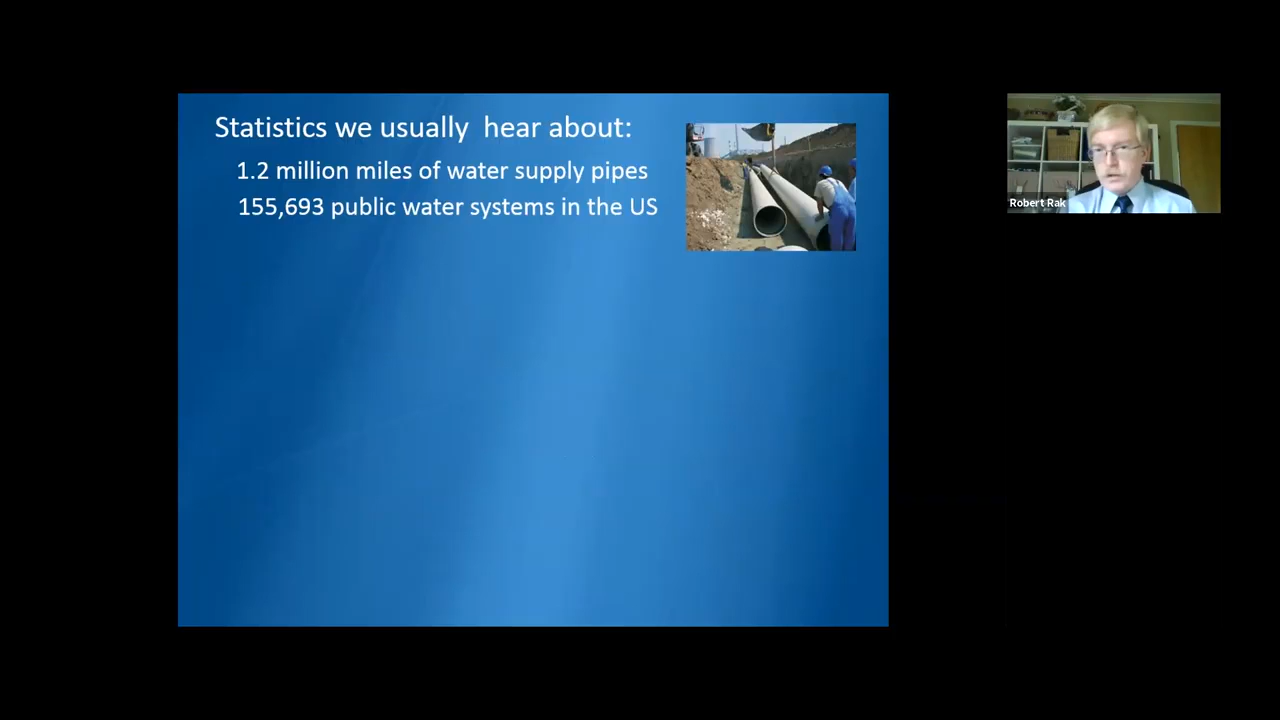 Statistics we usually  hear about:
1.2 million miles of water supply pipes
155,693 public water systems in the US
Robert Rak